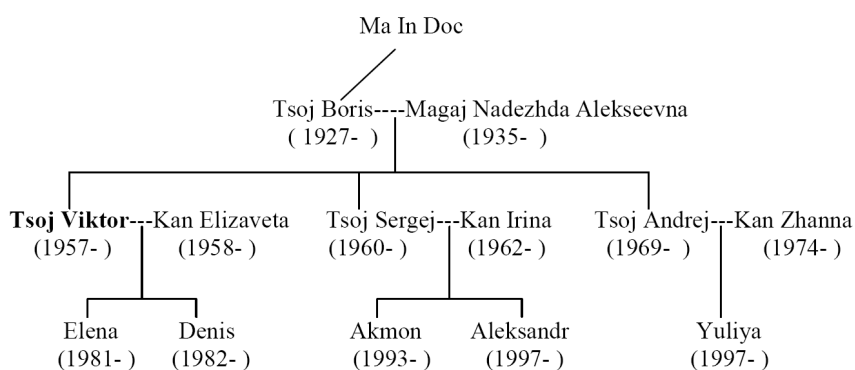 Ma In Doc
Tsoj Boris----Magaj Nadezhda Alekseevna
( 1927- ) (1935- )
Tsoj Viktor---Kan Elizaveta Tsoj Sergej---Kan Irina Tsoj Andrej---Kan Zhanna
(1957- ) (1958- ) (1960- ) (1962- ) (1969- ) (1974- )
Elena Denis Akmon Aleksandr Yuliya
(1981- ) (1982- ) (1993- ) (1997- ) (1997- )